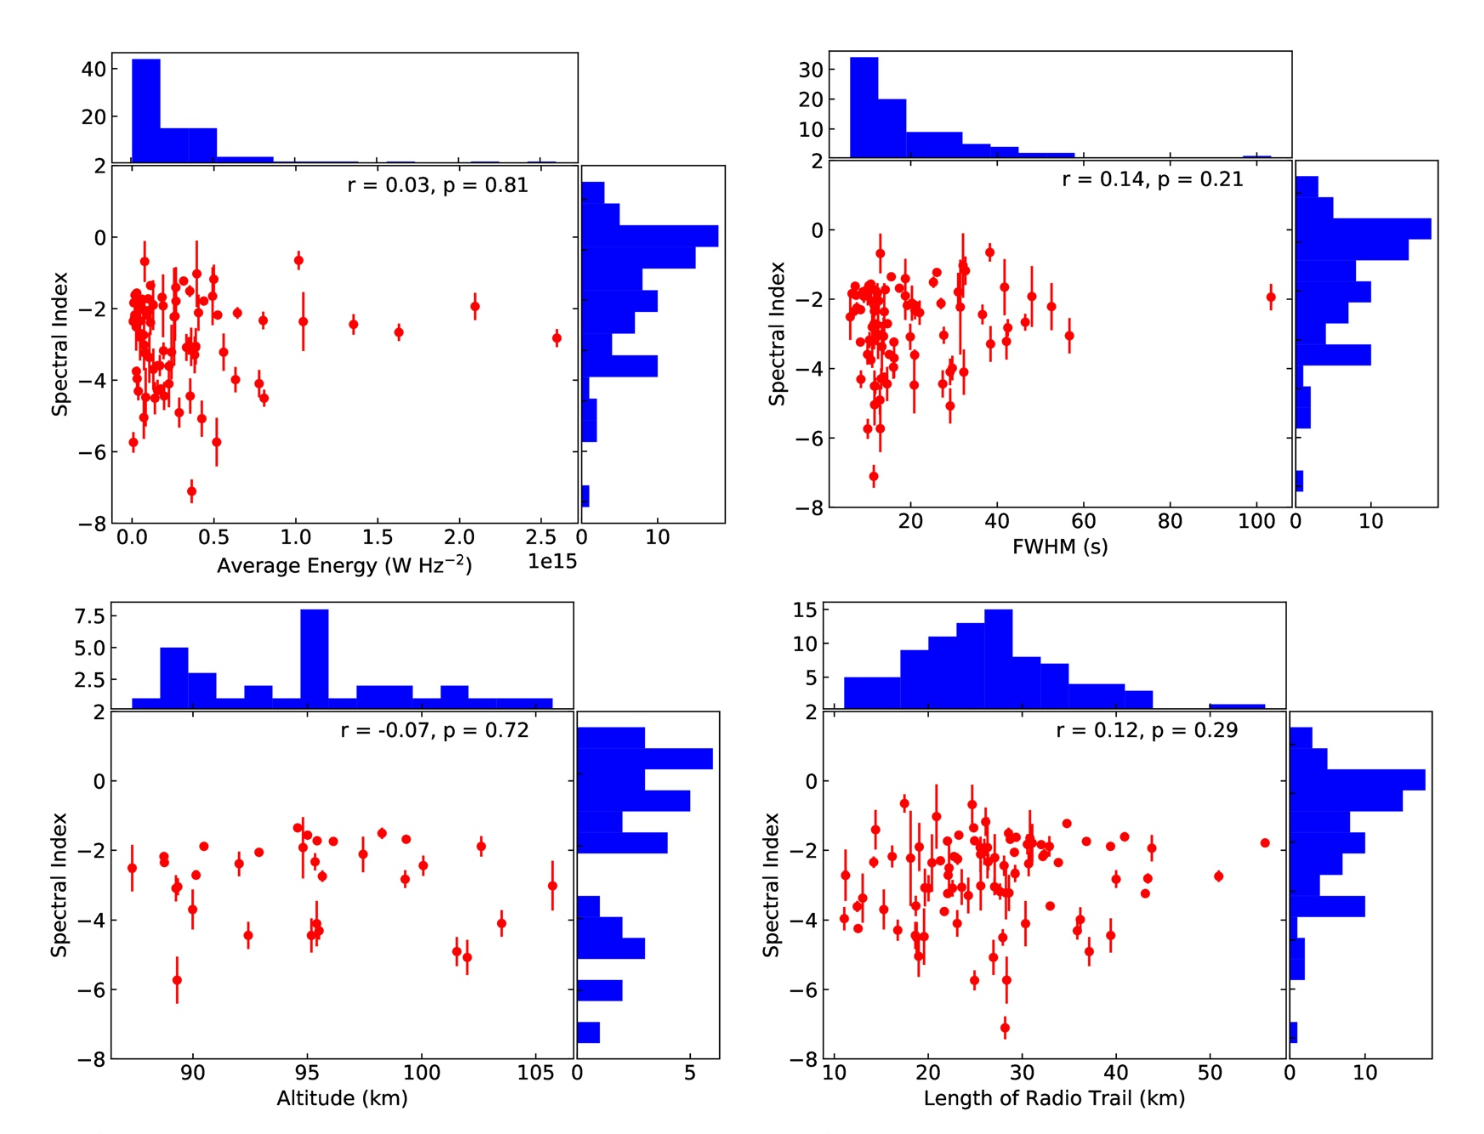 40
20
2
r = 0.03, p = 0.81
0
−2
−4
−6
−8
Spectral Index
0.0 0.5 1.0 1.5 2.0 2.5 0 10
Average Energy (W Hz−2) 1e15
30
20
10
2
r = 0.14, p = 0.21
0
−2
−4
−6
−8
Spectral Index
20 40 60 80 100 0 10
FWHM (s)
7.5
5.0
2.5
2
r = -0.07, p = 0.72
0
−2
−4
−6
−8
Spectral Index
90 95 100 105 0 5
Altitude (km)
15
10
5
2
r = 0.12, p = 0.29
0
−2
−4
−6
−8
Spectral Index
10 20 30 40 50 0 10
Length of Radio Trail (km)